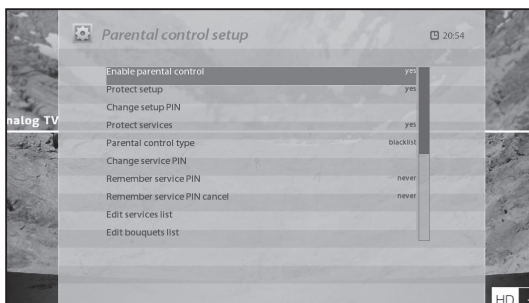 Parental control setup 20:54
Enable parental control yes
Protect setup yes
Change setup PIN
nalog TV
Protect services yes
Parental control type blacklist
Change service PIN
Remember service PIN never
Remember service PIN cancel never
Edit services list
Edit bouquets list
HD